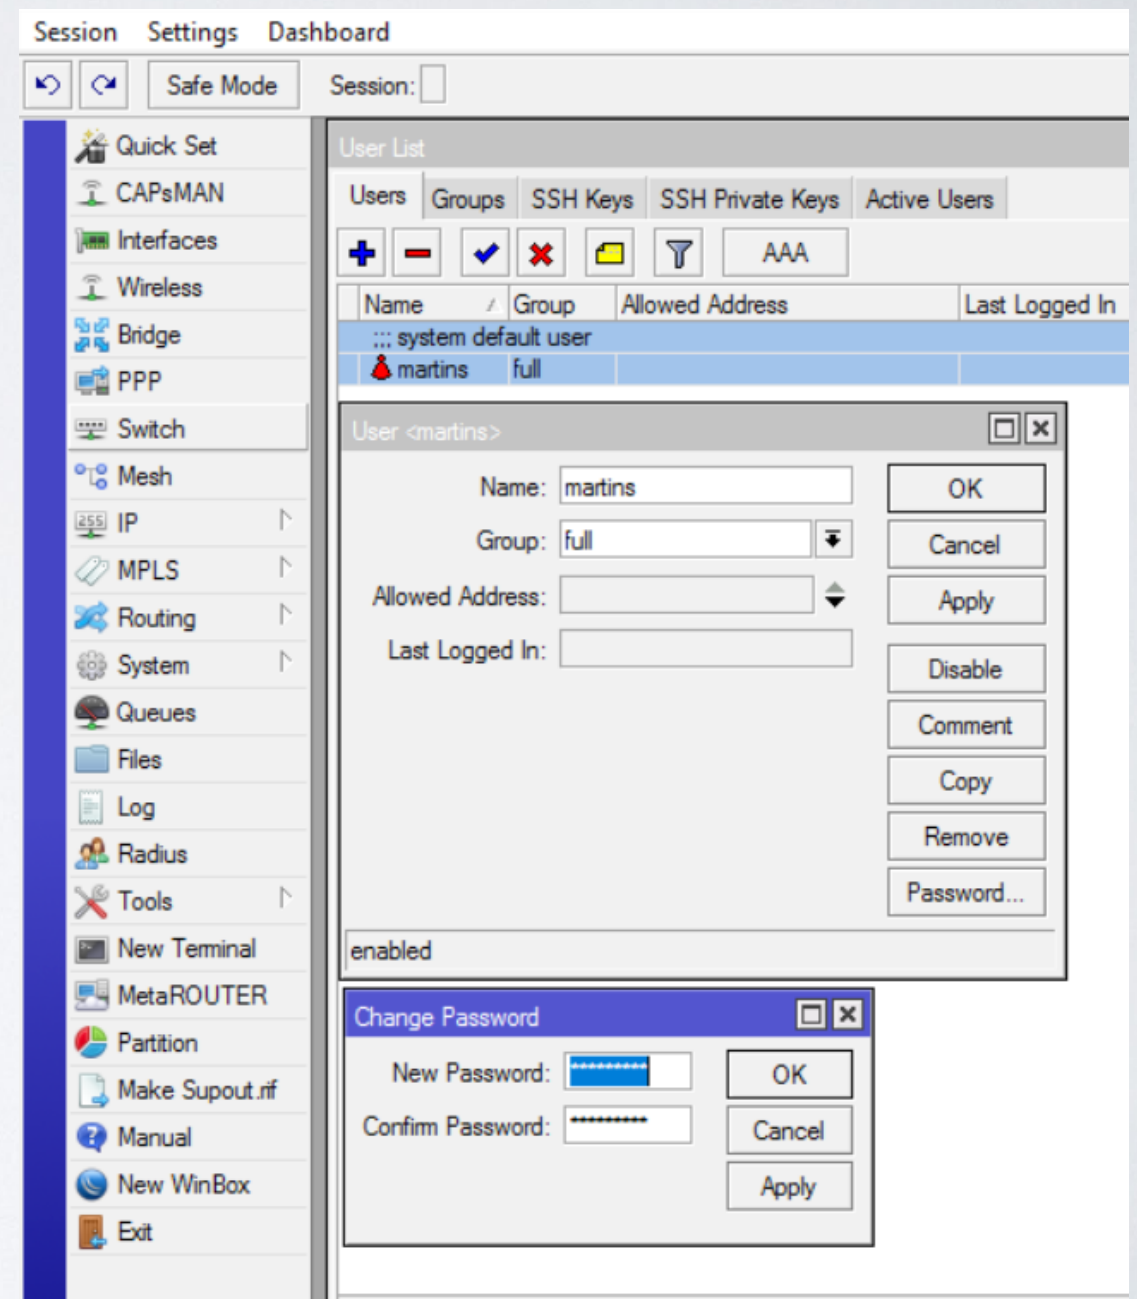 Session Settings Dashboard
Safe Mode Session:
Quick Set
CAPsMAN
Interfaces
Wireless
Bridge
PPP
Switch
Mesh
255 IP
MPLS
Routing
System
Queues
Files
Log
Radius
Tools
New Terminal
MetaROUTER
Partition
Make Supout.rif
Manual
New WinBox
Exit
User List
Users Groups SSH Keys SSH Private Keys Active Users
AAA
Name Group Allowed Address Last Logged In
;;; system default user
martins full
User <martins>
Name: martins
Group: full
Allowed Address:
Last Logged In:
OK
Cancel
Apply
Disable
Comment
Copy
Remove
Password...
enabled
Change Password
New Password: *********
Confirm Password: *********
OK
Cancel
Apply